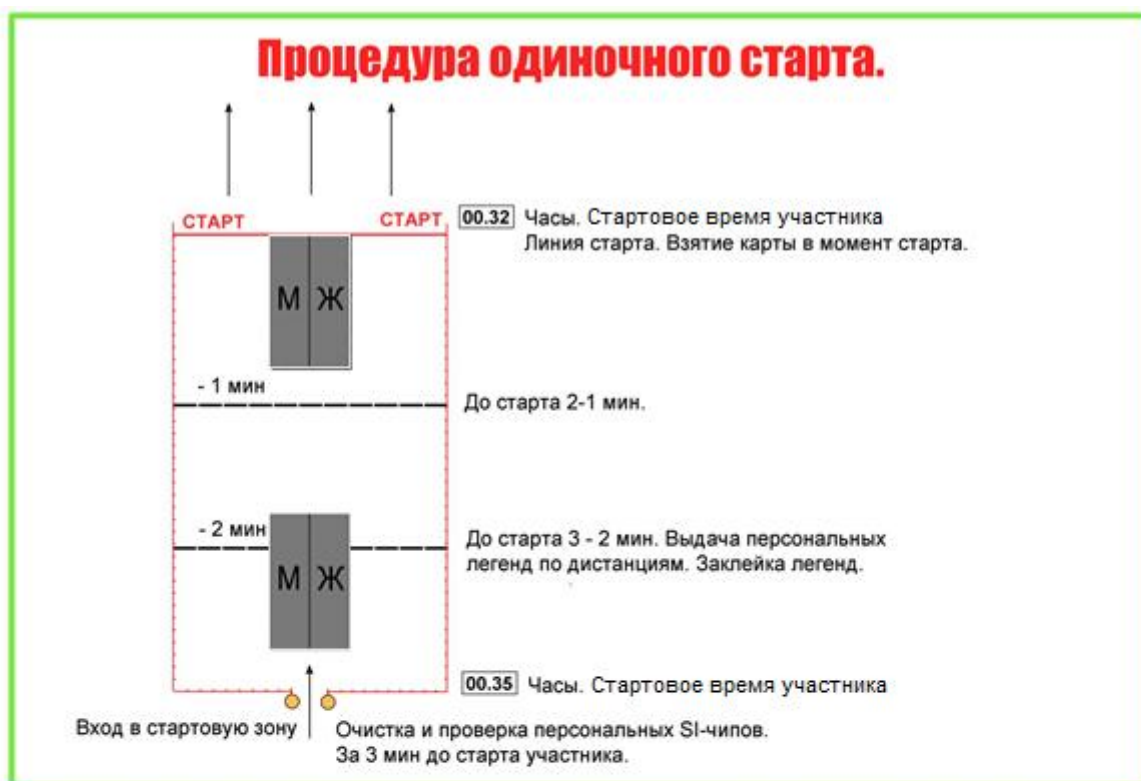 Процедура одиночного старта.
СТАРТ СТАРТ 00.32 Часы. Стартовое время участника
Линия старта. Взятие карты в момент старта.
М Ж
- 1 мин
До старта 2-1 мин.
- 2 мин
До старта 3 - 2 мин. Выдача персональных
легенд по дистанциям. Заклейка легенд.
М Ж
00.35 Часы. Стартовое время участника
Вход в стартовую зону
Очистка и проверка персональных SI-чипов.
За 3 мин до старта участника.